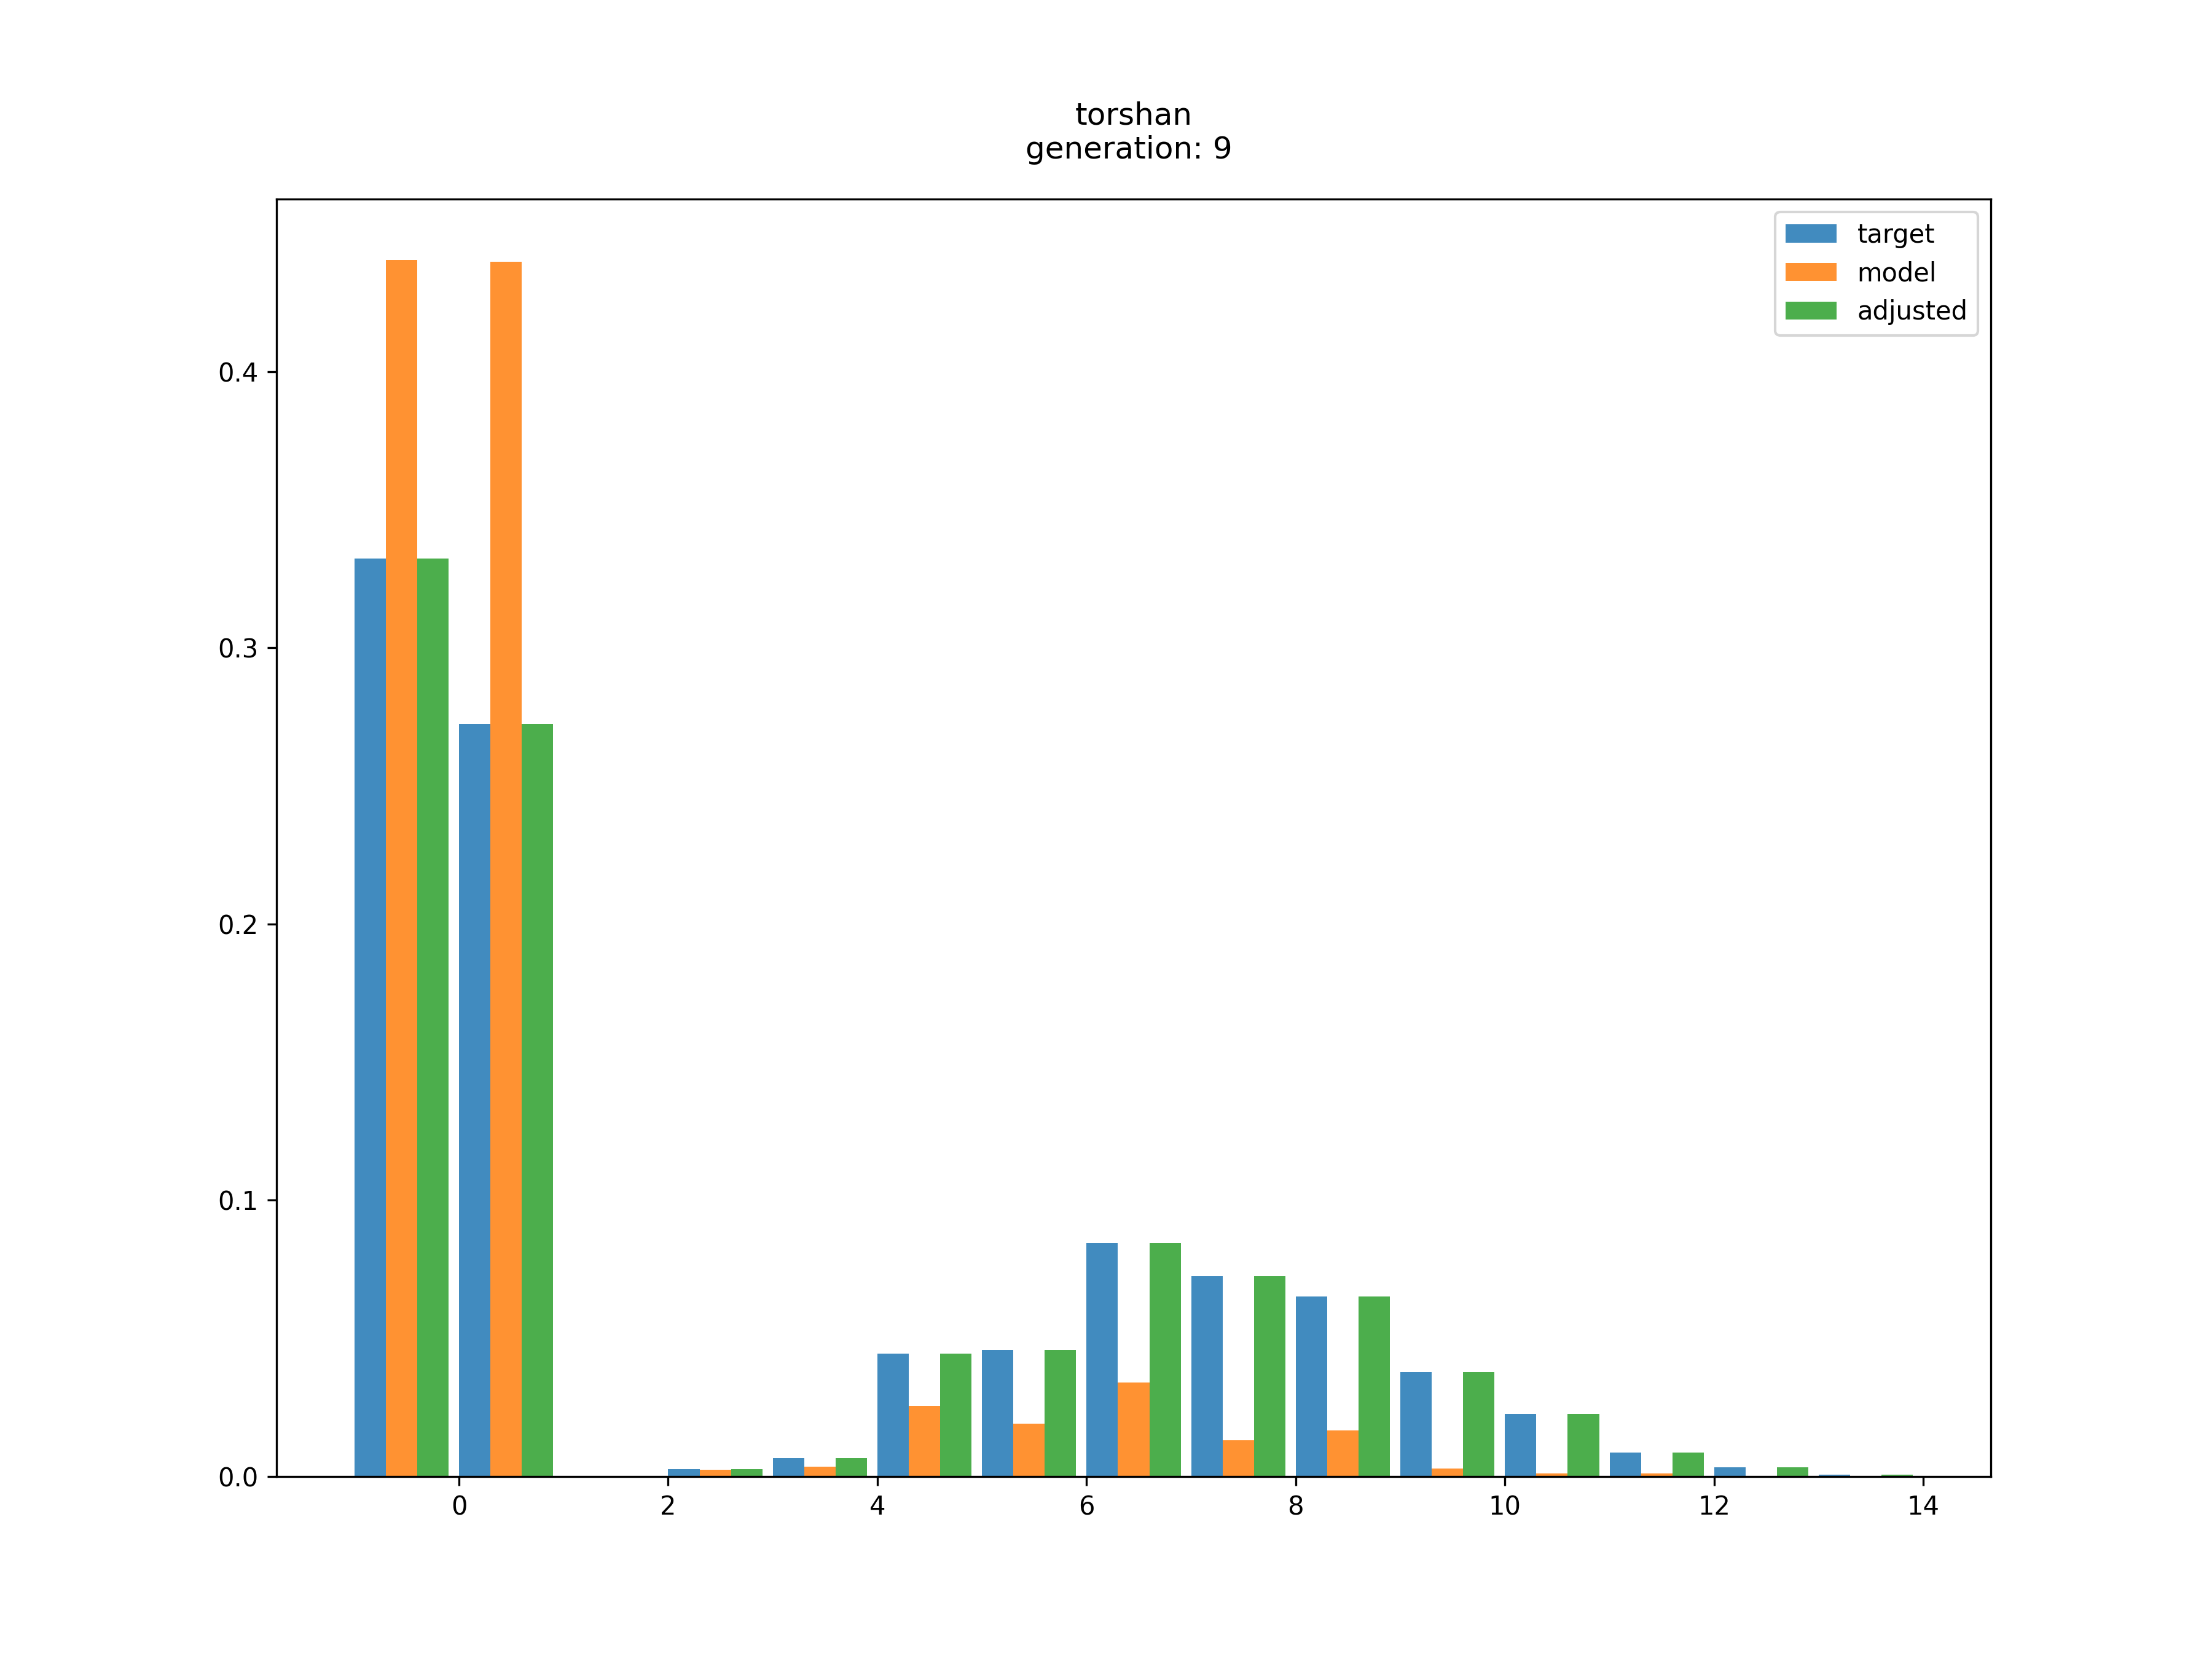 torshan
generation: 9
target
model
adjusted
0.4
0.3
0.2
0.1
0.0
0 2 4 6 8 10 12 14